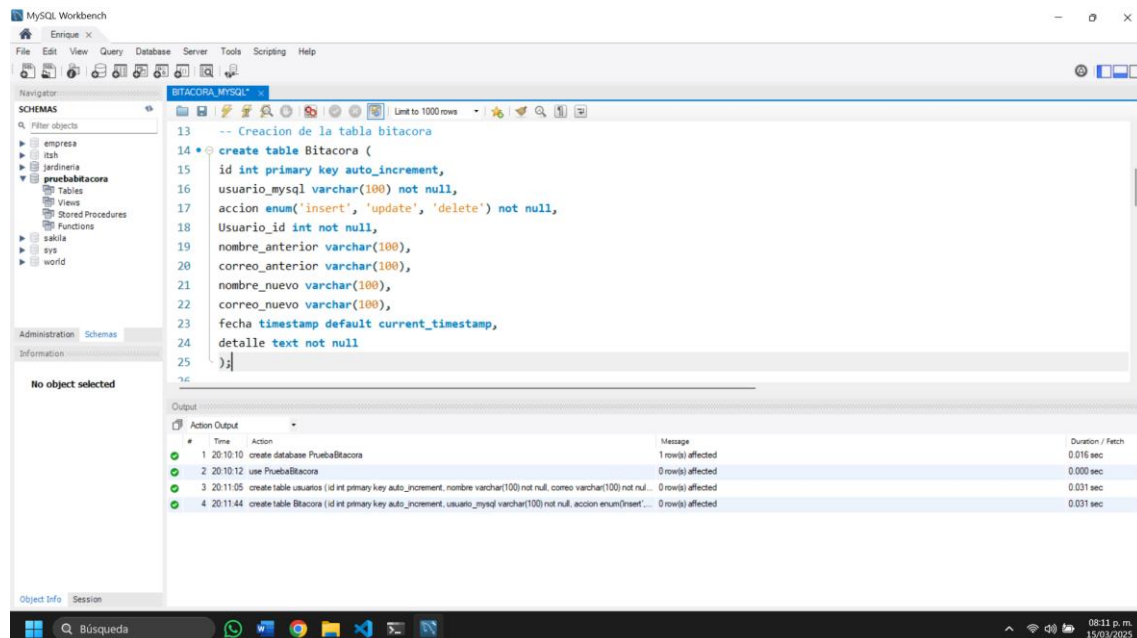 MySQL Workbench
Enrique ×
File Edit View Query Database Server Tools Scripting Help
Navigator
SCHEMAS
Filter objects
empresa
itsh
jardineria
pruebabitacora
Tables
Views
Stored Procedures
Functions
sakila
sys
world
Administration Schemas
Information
No object selected
Object Info Session
BITACORA_MYSQL* ×
Limit to 1000 rows
13 -- Creacion de la tabla bitacora
14 create table Bitacora (
15 id int primary key auto_increment,
16 usuario_mysql varchar(100) not null,
17 accion enum('insert', 'update', 'delete') not null,
18 Usuario_id int not null,
19 nombre_anterior varchar(100),
20 correo_anterior varchar(100),
21 nombre_nuevo varchar(100),
22 correo_nuevo varchar(100),
23 fecha timestamp default current_timestamp,
24 detalle text not null
25 );
26
Output
Action Output
# Time Action Message Duration / Fetch
1 20:10:10 create database PruebaBitacora 1 row(s) affected 0.016 sec
2 20:10:12 use PruebaBitacora 0 row(s) affected 0.000 sec
3 20:11:05 create table usuarios ( id int primary key auto_increment, nombre varchar(100) not null, correo varchar(100) not nul... 0 row(s) affected 0.031 sec
4 20:11:44 create table Bitacora ( id int primary key auto_increment, usuario_mysql varchar(100) not null, accion enum('insert',... 0 row(s) affected 0.031 sec
Búsqueda
08:11 p. m.
15/03/2025